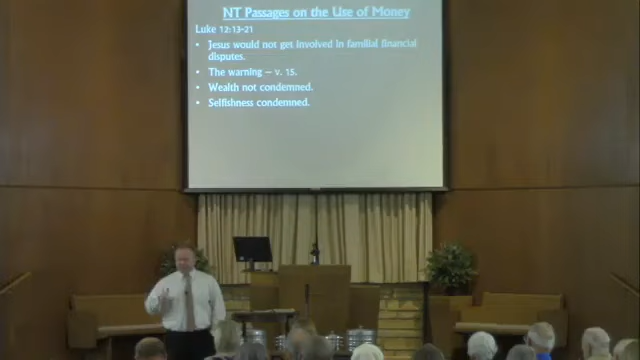 NT Passages on the Use of Money
Luke 12:13-21
• Jesus would not get involved in familial financial
disputes.
• The warning – v. 15.
• Wealth not condemned.
• Selfishness condemned.